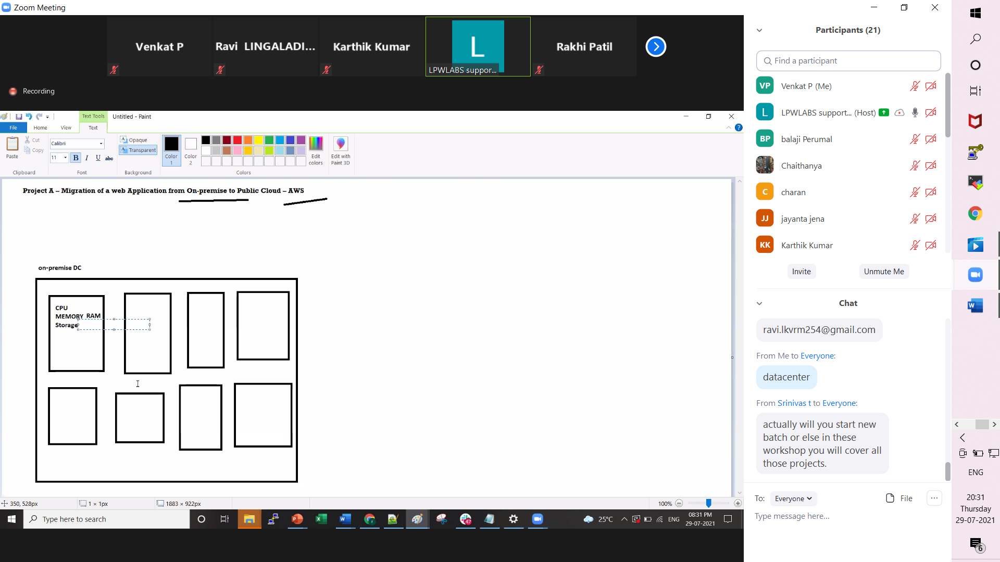 Zoom Meeting
Venkat P
Ravi LINGALADI...
Karthik Kumar
L
LPWLABS suppor...
Rakhi Patil
Recording
Text Tools
Untitled - Paint
File
Home
View
Text
Paste
Cut
Copy
Clipboard
Calibri
11
B I U abc
Font
Opaque
Transparent
Background
Color 1
Color 2
Edit colors
Edit with Paint 3D
Colors
Project A – Migration of a web Application from On-premise to Public Cloud – AWS
on-premise DC
CPU
MEMORY RAM
Storage
350, 528px
1 × 1px
1883 × 922px
100%
Type here to search
47
25°C
ENG
08:31 PM
29-07-2021
Participants (21)
Find a participant
VP Venkat P (Me)
L LPWLABS support... (Host)
BP balaji Perumal
Chaithanya
C charan
JJ jayanta jena
KK Karthik Kumar
Invite
Unmute Me
Chat
ravi.lkvrm254@gmail.com
From Me to Everyone:
datacenter
From Srinivas t to Everyone:
actually will you start new
batch or else in these
workshop you will cover all
those projects.
To: Everyone
File
...
Type message here...
ENG
20:31
Thursday
29-07-2021
6